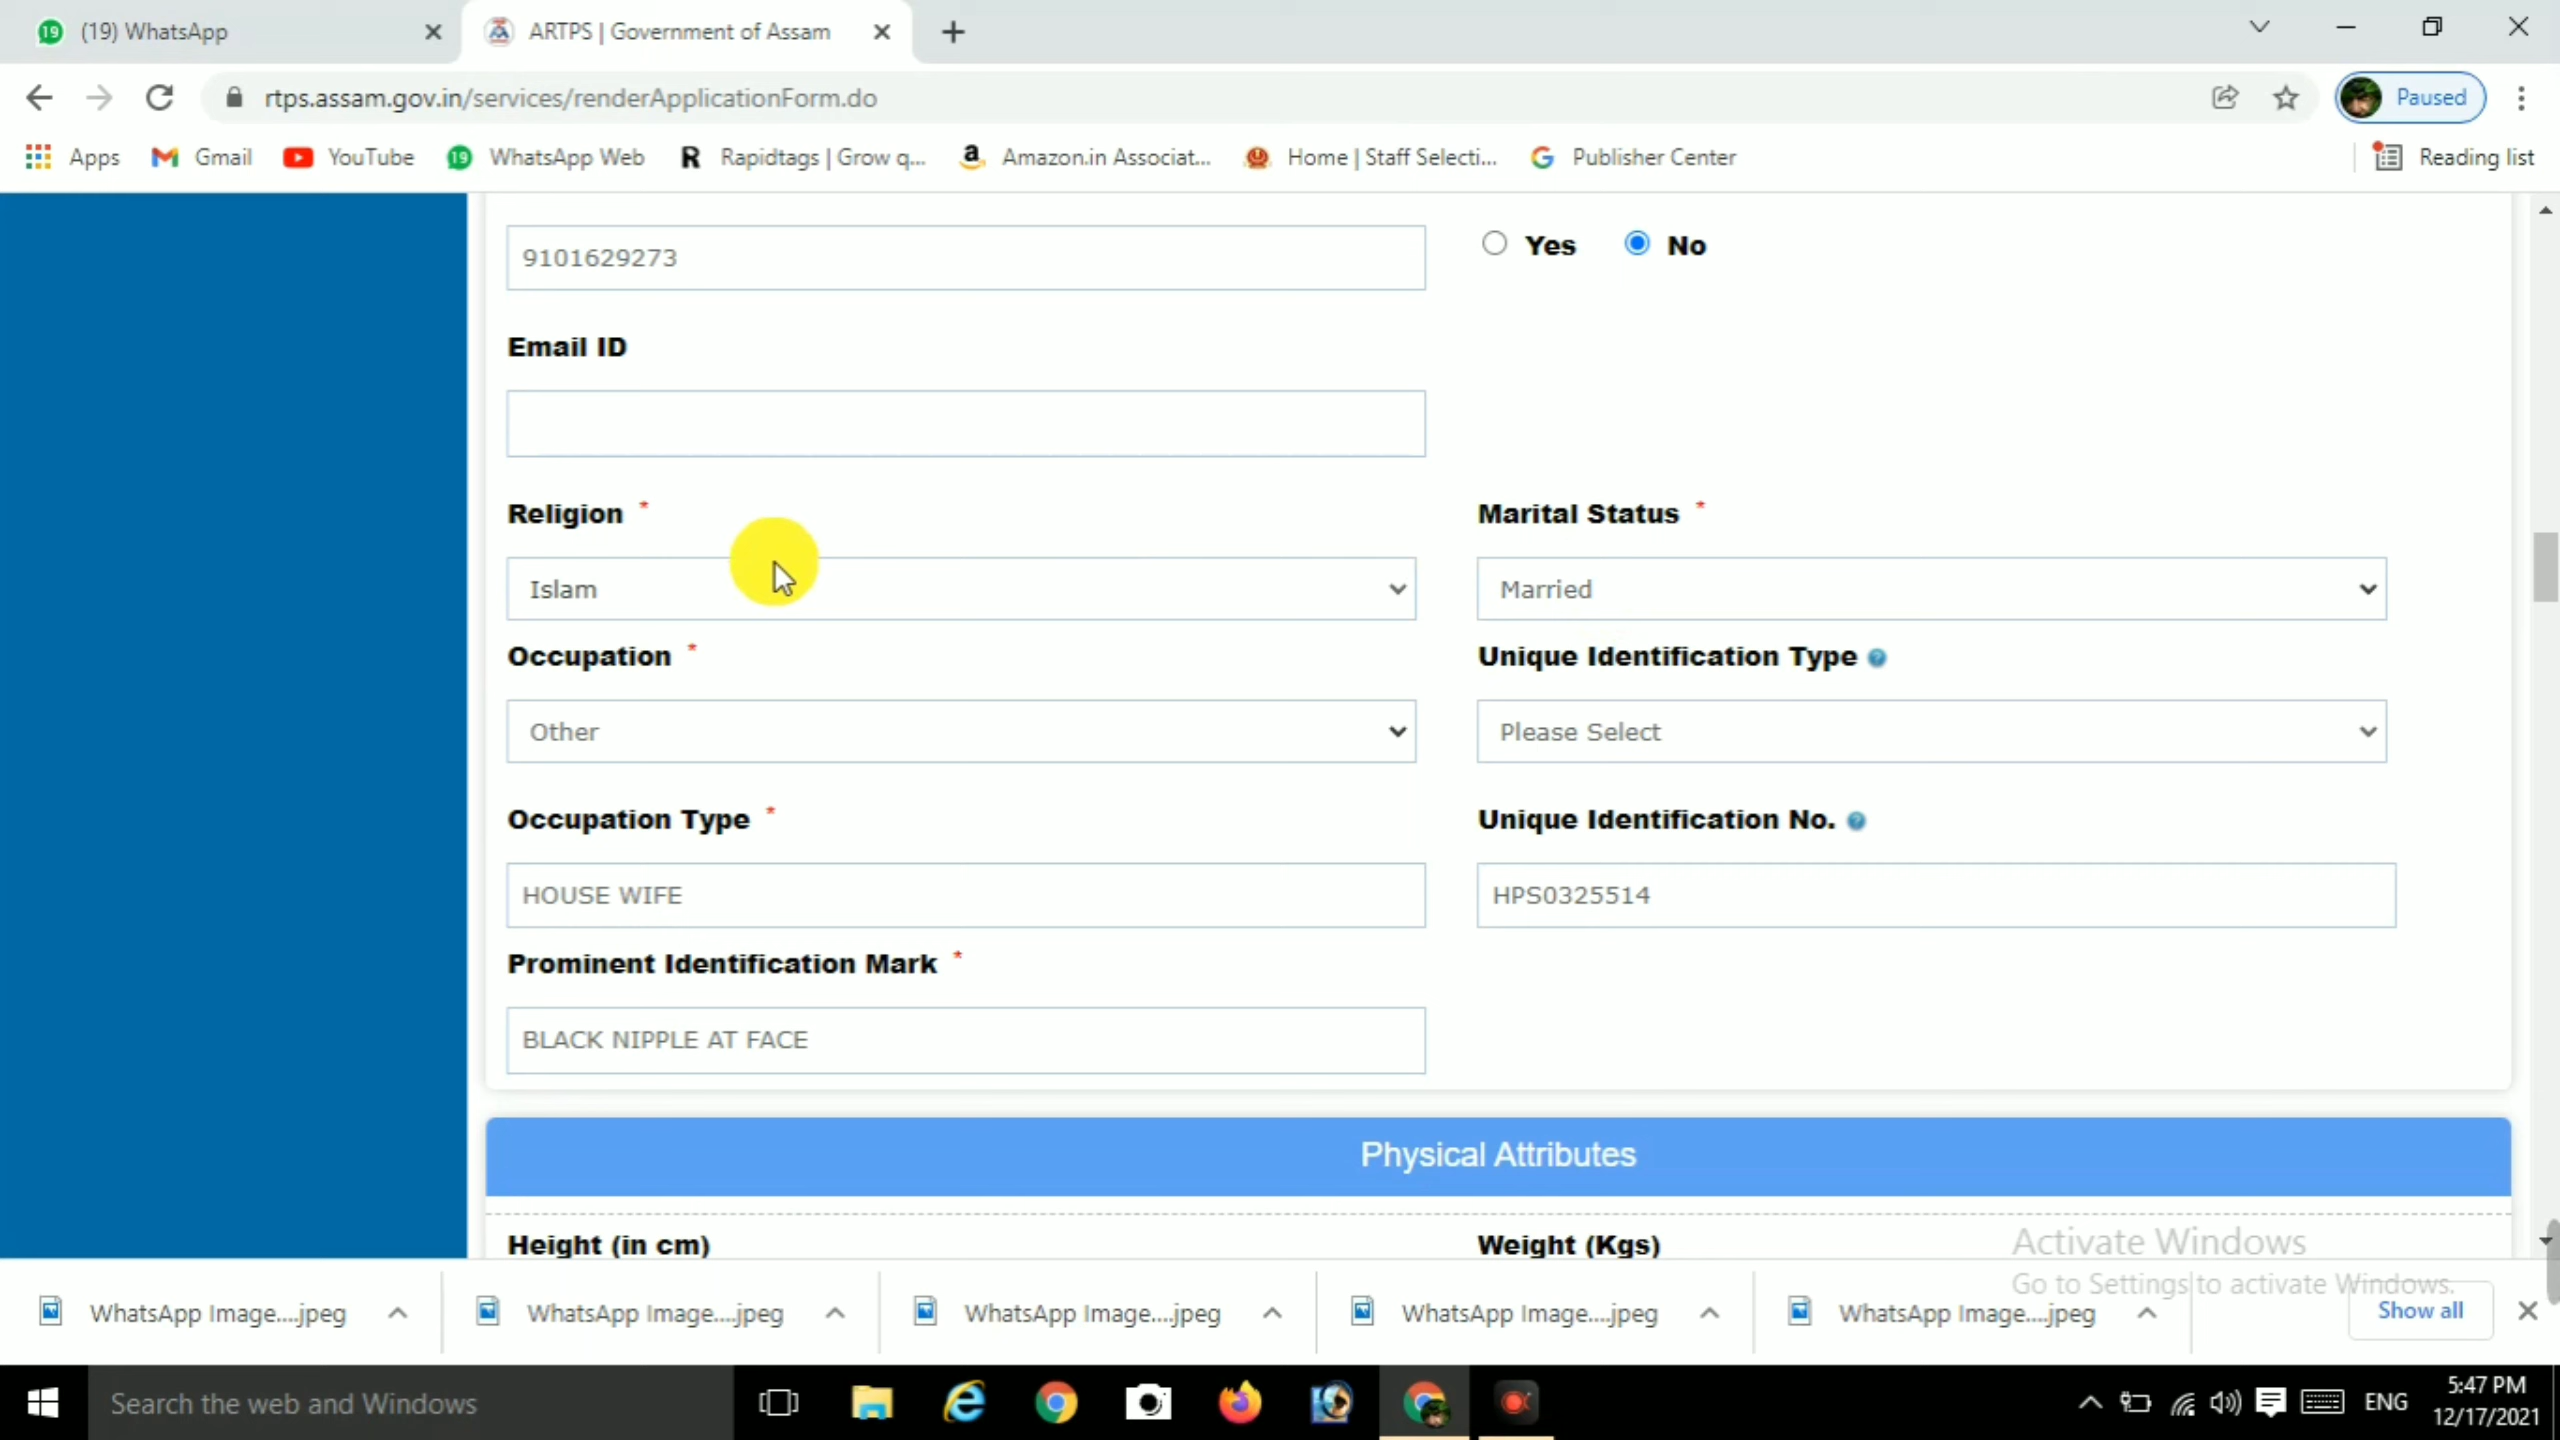 (19) WhatsApp
ARTPS | Government of Assam
rtps.assam.gov.in/services/renderApplicationForm.do
Paused
Apps
Gmail
YouTube
19
WhatsApp Web
R
Rapidtags | Grow q...
Amazon.in Associat...
Home | Staff Selecti...
Publisher Center
Reading list
9101629273
Yes
No
Email ID
Religion *
Marital Status *
Islam
Married
Occupation *
Unique Identification Type ?
Other
Please Select
Occupation Type *
Unique Identification No. ?
HOUSE WIFE
HPS0325514
Prominent Identification Mark *
BLACK NIPPLE AT FACE
Physical Attributes
Height (in cm)
Weight (Kgs)
Activate Windows
Go to Settings to activate Windows.
WhatsApp Image....jpeg
WhatsApp Image....jpeg
WhatsApp Image....jpeg
WhatsApp Image....jpeg
WhatsApp Image....jpeg
Show all
Search the web and Windows
ENG
5:47 PM
12/17/2021